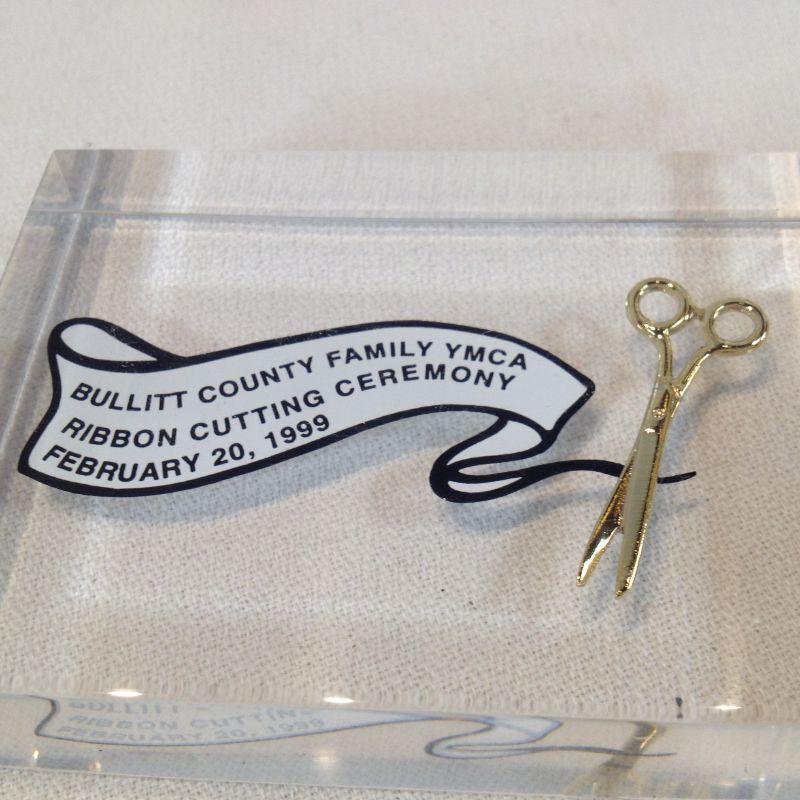 BULLITT COUNTY FAMILY YMCA
RIBBON CUTTING CEREMONY
FEBRUARY 20, 1999